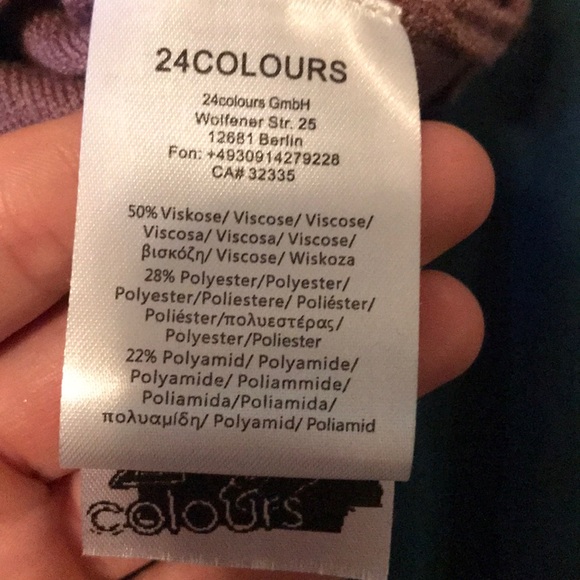 24COLOURS
24colours GmbH
Wolfener Str. 25
12681 Berlin
Fon: +4930914279228
CA# 32335
50% Viskose/ Viscose/ Viscose/
Viscosa/ Viscosa/ Viscose/
βισκόζη/ Viscose/ Wiskoza
28% Polyester/Polyester/
Polyester/Poliestere/ Poliéster/
Poliéster/πολυεστέρας/
Polyester/Poliester
22% Polyamid/ Polyamide/
Polyamide/ Poliammide/
Poliamida/Poliamida/
πολυαμίδη/ Polyamid/ Poliamid
colours